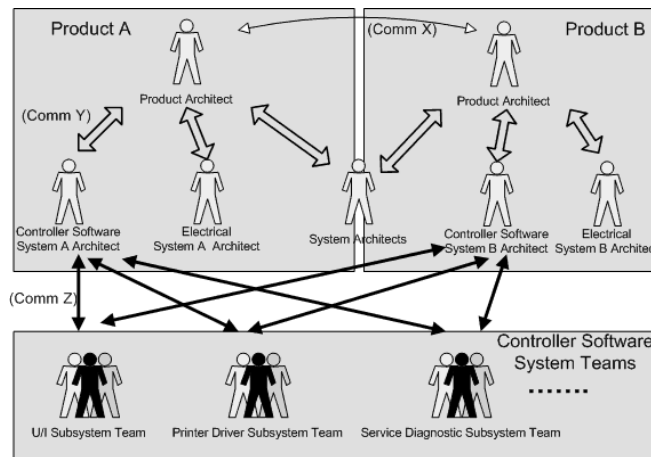 Product A
(Comm X)
Product B
Product Architect
Product Architect
(Comm Y)
Controller Software
System A Architect
Electrical
System A Architect
System Architects
Controller Software
System B Architect
Electrical
System B Architect
(Comm Z)
Controller Software
System Teams
.......
U/I Subsystem Team
Printer Driver Subsystem Team
Service Diagnostic Subsystem Team